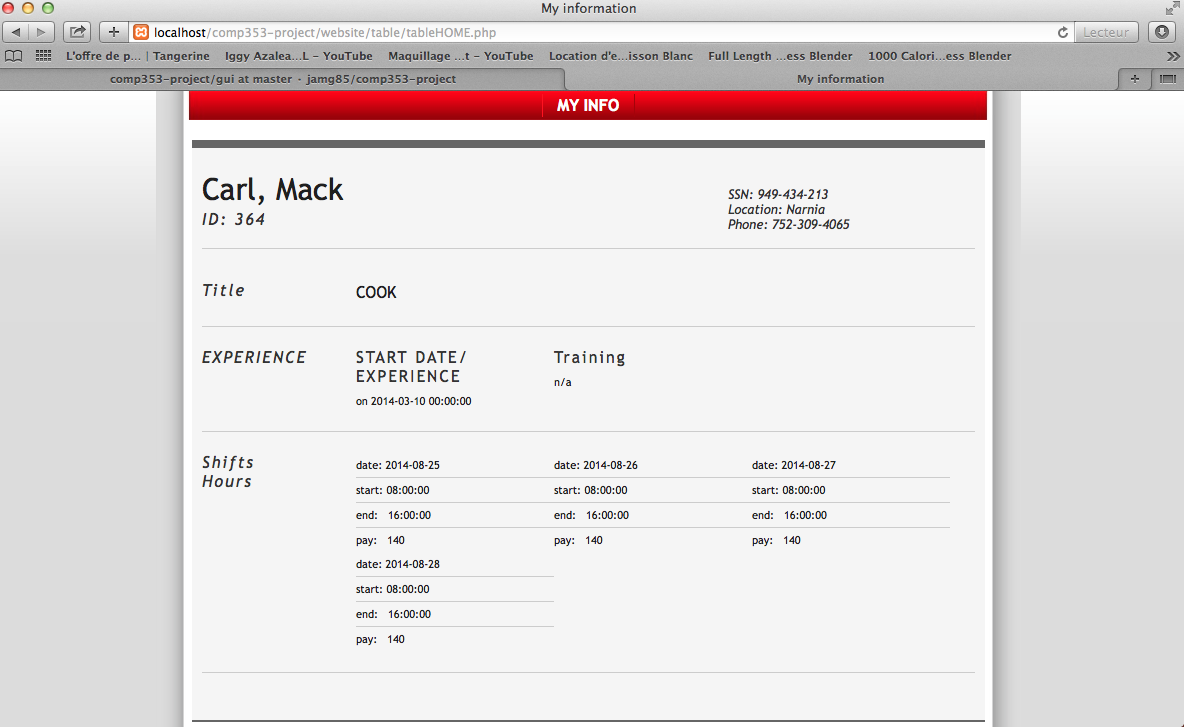 My information
localhost/comp353-project/website/table/tableHOME.php
Lecteur
L'offre de p... | Tangerine
Iggy Azalea...L - YouTube
Maquillage ...t - YouTube
Location d'e...isson Blanc
Full Length ...ess Blender
1000 Calori...ess Blender
comp353-project/gui at master - jamg85/comp353-project
My information
MY INFO
Carl, Mack
ID: 364
SSN: 949-434-213
Location: Narnia
Phone: 752-309-4065
Title
COOK
EXPERIENCE
START DATE/
EXPERIENCE
on 2014-03-10 00:00:00
Training
n/a
Shifts
Hours
date: 2014-08-25 date: 2014-08-26 date: 2014-08-27
start: 08:00:00 start: 08:00:00 start: 08:00:00
end: 16:00:00 end: 16:00:00 end: 16:00:00
pay: 140 pay: 140 pay: 140
date: 2014-08-28
start: 08:00:00
end: 16:00:00
pay: 140